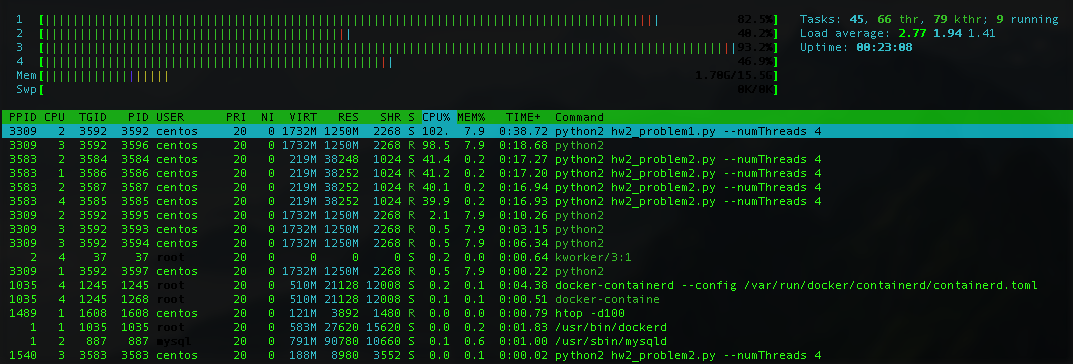 1 [ 82.5%] Tasks: 45, 66 thr, 79 kthr; 9 running
2 [ 40.2%] Load average: 2.77 1.94 1.41
3 [ 93.2%] Uptime: 00:23:08
4 [ 46.9%]
Mem[ 1.70G/15.5G]
Swp[ 0K/0K]
PPID CPU TGID PID USER PRI NI VIRT RES SHR S CPU% MEM% TIME+ Command
3309 2 3592 3592 centos 20 0 1732M 1250M 2268 S 102. 7.9 0:38.72 python2 hw2_problem1.py --numThreads 4
3309 3 3592 3596 centos 20 0 1732M 1250M 2268 R 98.5 7.9 0:18.68 python2
3583 2 3584 3584 centos 20 0 219M 38248 1024 S 41.4 0.2 0:17.27 python2 hw2_problem2.py --numThreads 4
3583 1 3586 3586 centos 20 0 219M 38252 1024 R 41.2 0.2 0:17.20 python2 hw2_problem2.py --numThreads 4
3583 2 3587 3587 centos 20 0 219M 38252 1024 R 40.1 0.2 0:16.94 python2 hw2_problem2.py --numThreads 4
3583 4 3585 3585 centos 20 0 219M 38252 1024 R 39.9 0.2 0:16.93 python2 hw2_problem2.py --numThreads 4
3309 2 3592 3595 centos 20 0 1732M 1250M 2268 R 2.1 7.9 0:10.26 python2
3309 3 3592 3593 centos 20 0 1732M 1250M 2268 R 0.5 7.9 0:03.15 python2
3309 3 3592 3594 centos 20 0 1732M 1250M 2268 R 0.5 7.9 0:06.34 python2
2 4 37 37 root 20 0 0 0 0 S 0.2 0.0 0:00.64 kworker/3:1
3309 1 3592 3597 centos 20 0 1732M 1250M 2268 R 0.5 7.9 0:00.22 python2
1035 4 1245 1245 root 20 0 510M 21128 12008 S 0.2 0.1 0:04.38 docker-containerd --config /var/run/docker/containerd/containerd.toml
1035 4 1245 1268 root 20 0 510M 21128 12008 S 0.1 0.1 0:00.51 docker-containe
1489 1 1608 1608 centos 20 0 121M 3892 1480 R 0.0 0.0 0:00.79 htop -d100
1 1 1035 1035 root 20 0 583M 27620 15620 S 0.0 0.2 0:01.83 /usr/bin/dockerd
1 2 887 887 mysql 20 0 791M 90780 10660 S 0.1 0.6 0:01.00 /usr/sbin/mysqld
1540 3 3583 3583 centos 20 0 188M 8980 3552 S 0.0 0.1 0:00.02 python2 hw2_problem2.py --numThreads 4